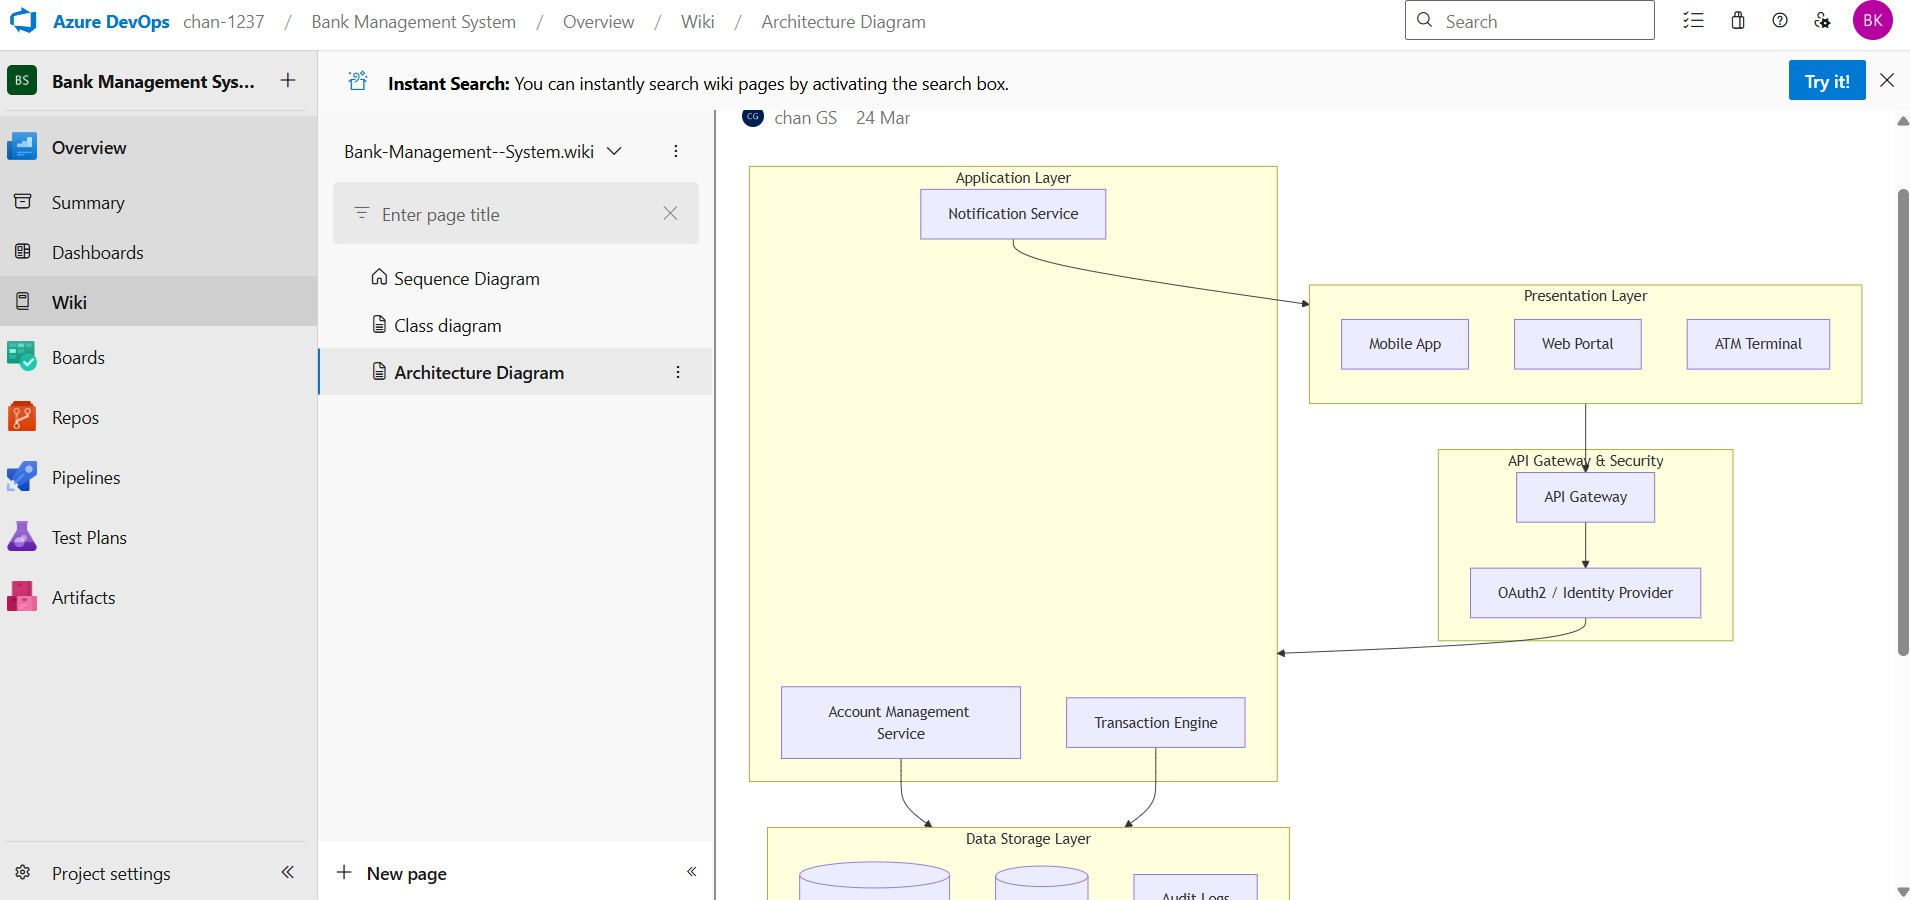 Azure DevOps chan-1237 / Bank Management System / Overview / Wiki / Architecture Diagram
Search
BK
BS Bank Management Sys...
Instant Search: You can instantly search wiki pages by activating the search box.
Try it!
Overview
Summary
Dashboards
Wiki
Boards
Repos
Pipelines
Test Plans
Artifacts
Project settings
Bank-Management--System.wiki
Enter page title
Sequence Diagram
Class diagram
Architecture Diagram
New page
CG chan GS 24 Mar
Application Layer
Notification Service
Presentation Layer
Mobile App
Web Portal
ATM Terminal
API Gateway & Security
API Gateway
OAuth2 / Identity Provider
Account Management
Service
Transaction Engine
Data Storage Layer
Audit Logs